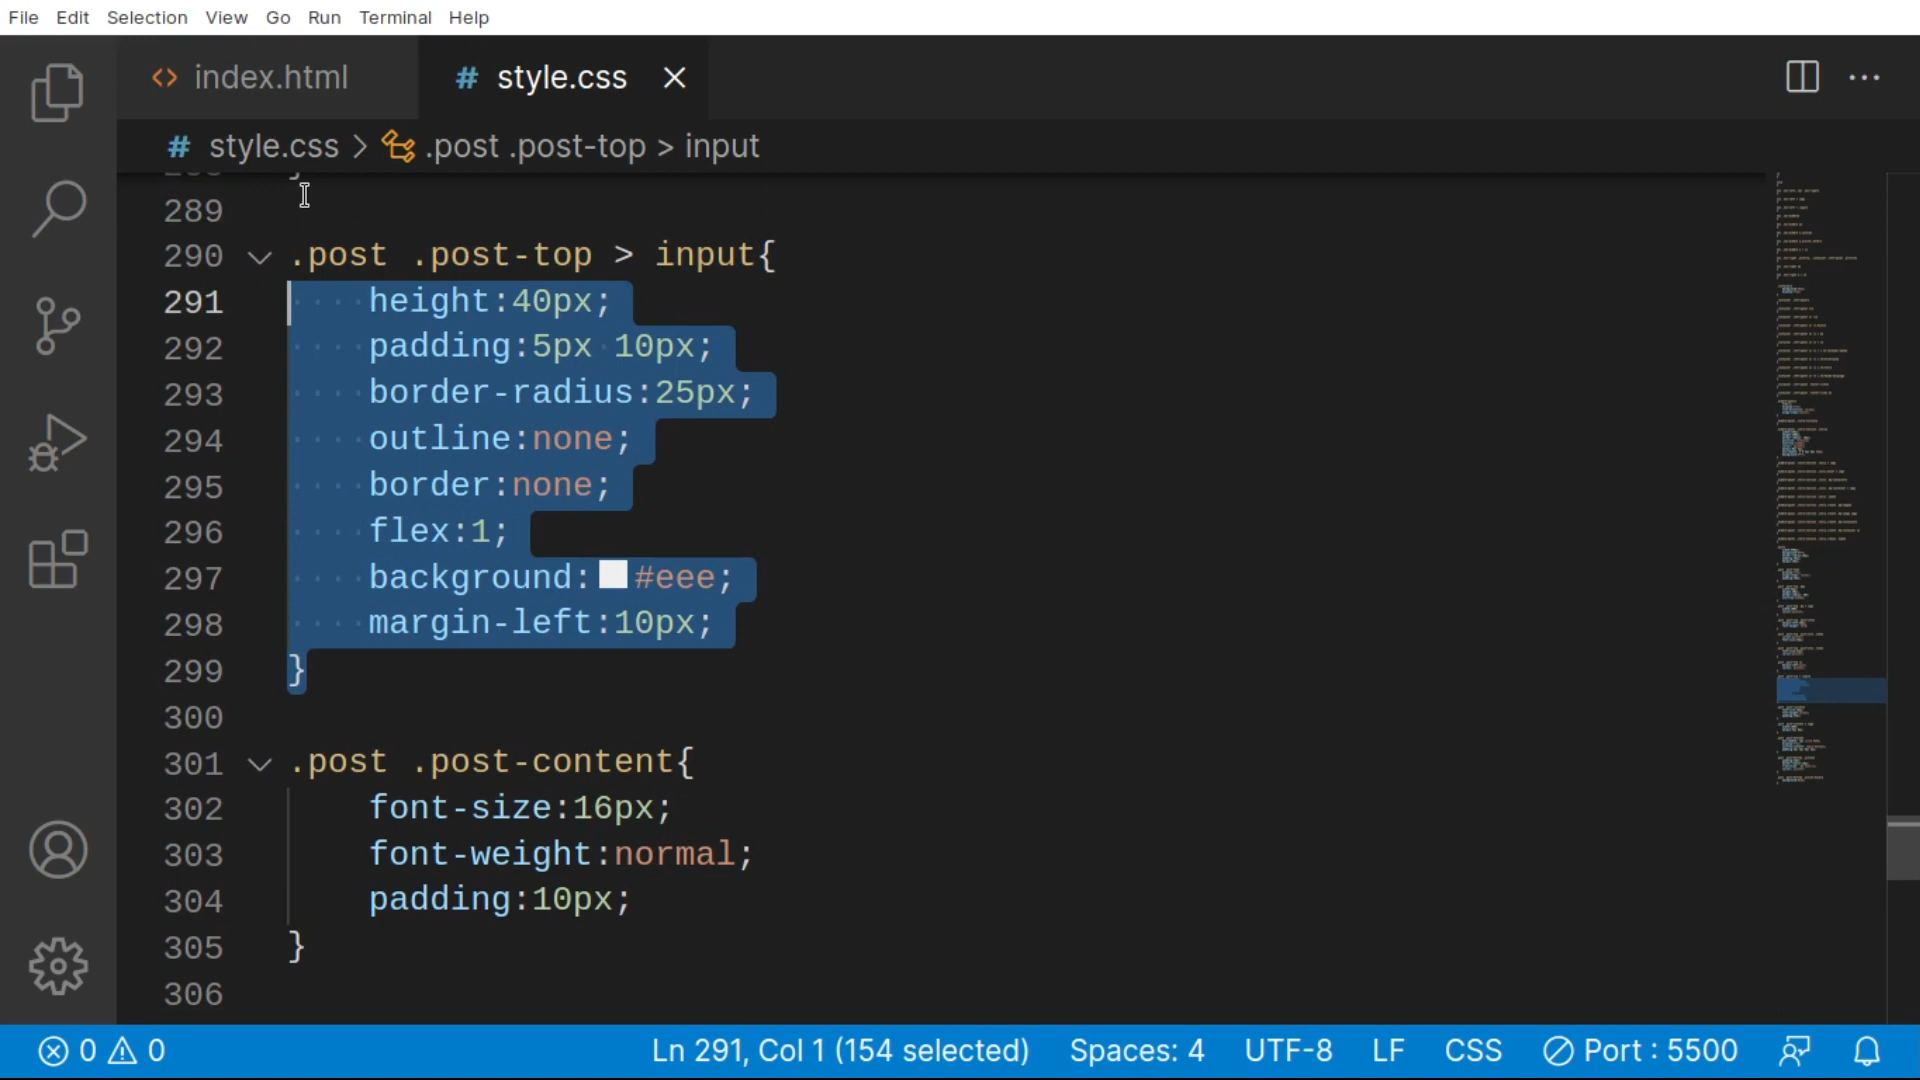 File Edit Selection View Go Run Terminal Help
<> index.html # style.css
# style.css > .post .post-top > input
289
290 .post .post-top > input{
291 height:40px;
292 padding:5px 10px;
293 border-radius:25px;
294 outline:none;
295 border:none;
296 flex:1;
297 background:#eee;
298 margin-left:10px;
299 }
300
301 .post .post-content{
302 font-size:16px;
303 font-weight:normal;
304 padding:10px;
305 }
306
0 0 Ln 291, Col 1 (154 selected) Spaces: 4 UTF-8 LF CSS Port : 5500